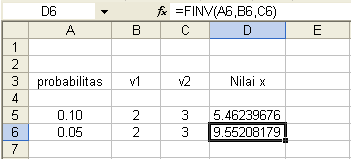 D6 fx =FINV(A6,B6,C6)
A B C D E
1
2
3 probabilitas v1 v2 Nilai x
4
5 0.10 2 3 5.46239676
6 0.05 2 3 9.55208179
7